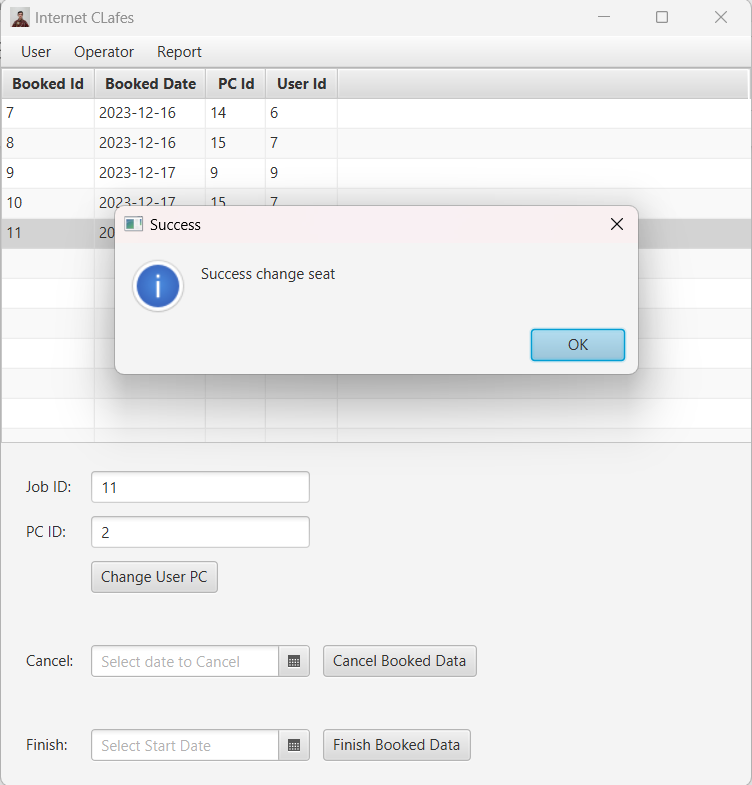 Internet CLafes
User Operator Report
Booked Id Booked Date PC Id User Id
7 2023-12-16 14 6
8 2023-12-16 15 7
9 2023-12-17 9 9
10 2023-12-17 15 7
11 20
Success
Success change seat
OK
Job ID: 11
PC ID: 2
Change User PC
Cancel: Select date to Cancel Cancel Booked Data
Finish: Select Start Date Finish Booked Data